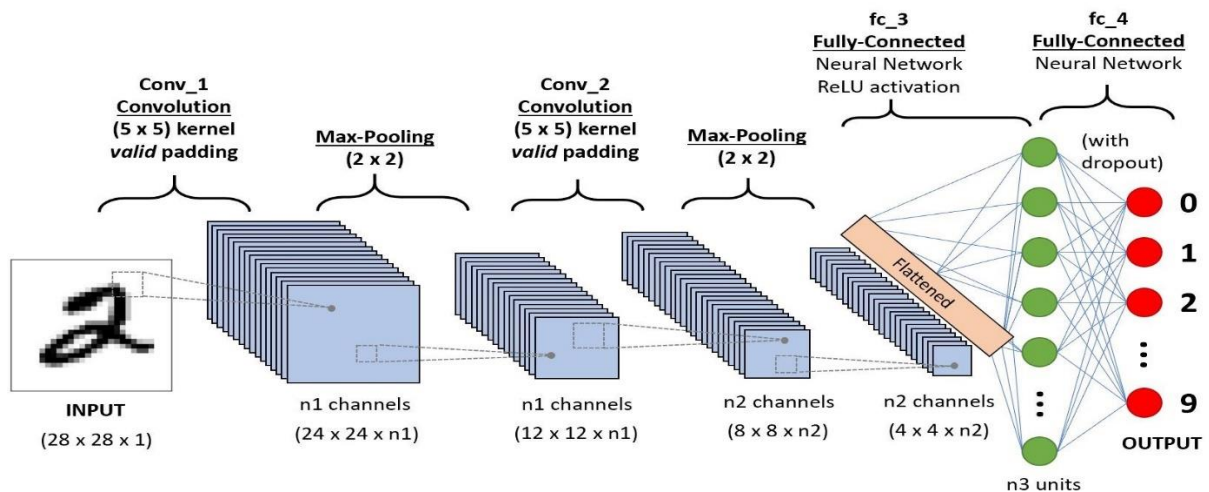 fc_3
Fully-Connected
Neural Network
ReLU activation
fc_4
Fully-Connected
Neural Network
Conv_1
Convolution
(5 x 5) kernel
valid padding
Max-Pooling
(2 x 2)
Conv_2
Convolution
(5 x 5) kernel
valid padding
Max-Pooling
(2 x 2)
(with
dropout)
Flattened
0
1
2
9
OUTPUT
2
INPUT
(28 x 28 x 1)
n1 channels
(24 x 24 x n1)
n1 channels
(12 x 12 x n1)
n2 channels
(8 x 8 x n2)
n2 channels
(4 x 4 x n2)
n3 units